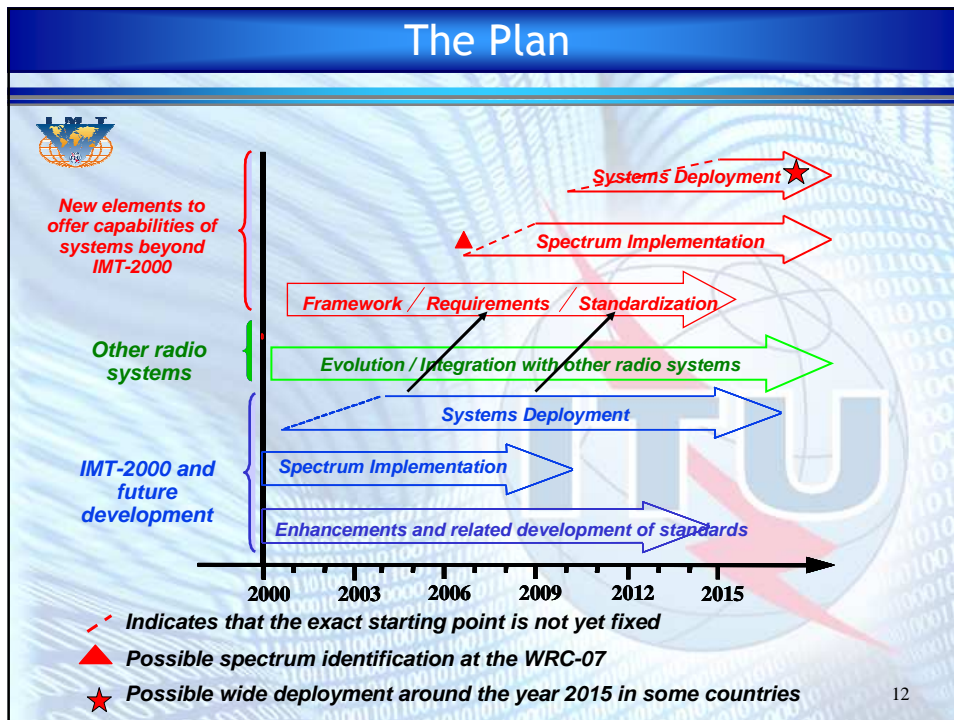 The Plan
I M T
New elements to
offer capabilities of
systems beyond
IMT-2000
Systems Deployment
Spectrum Implementation
Framework / Requirements / Standardization
Other radio
systems
Evolution / Integration with other radio systems
IMT-2000 and
future
development
Systems Deployment
Spectrum Implementation
Enhancements and related development of standards
ITU
2000 2003 2006 2009 2012 2015
Indicates that the exact starting point is not yet fixed
Possible spectrum identification at the WRC-07
Possible wide deployment around the year 2015 in some countries
12